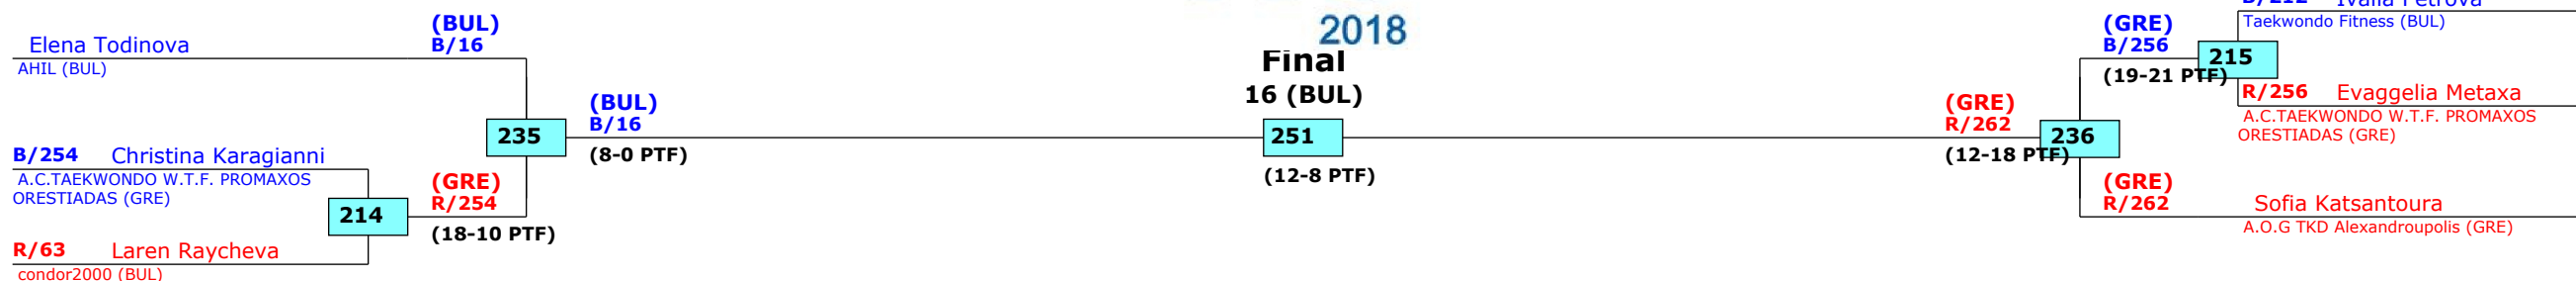 Elena Todinova
AHIL (BUL)
(BUL)
B/16
B/254 Christina Karagianni
A.C.TAEKWONDO W.T.F. PROMAXOS
ORESTIADAS (GRE)
214
R/63 Laren Raycheva
condor2000 (BUL)
(GRE)
R/254
(18-10 PTF)
235
(BUL)
B/16
(8-0 PTF)
2018
Final
16 (BUL)
251
(12-8 PTF)
(GRE)
R/262
(12-18 PTF)
236
(GRE)
B/256
(19-21 PTF)
215
B/212 Ivalia Petrova
Taekwondo Fitness (BUL)
R/256 Evaggelia Metaxa
A.C.TAEKWONDO W.T.F. PROMAXOS
ORESTIADAS (GRE)
(GRE)
R/262
Sofia Katsantoura
A.O.G TKD Alexandroupolis (GRE)